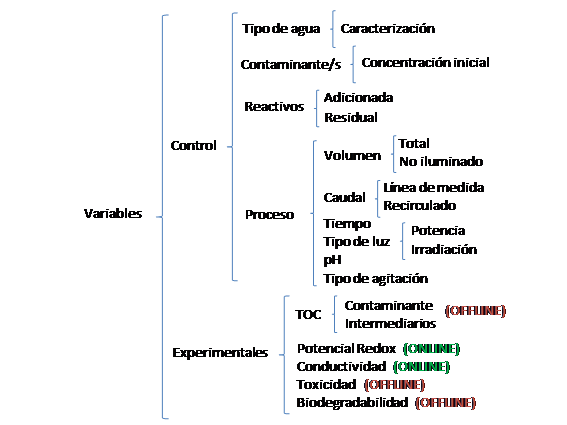 Tipo de agua
Caracterización
Contaminante/s
Concentración inicial
Reactivos
Adicionada
Residual
Control
Volumen
Total
No iluminado
Caudal
Línea de medida
Recirculado
Proceso
Tiempo
Tipo de luz
Potencia
Irradiación
pH
Tipo de agitación
Variables
TOC
Contaminante
Intermediarios
(OFFLINE)
Experimentales
Potencial Redox (ONLINE)
Conductividad (ONLINE)
Toxicidad (OFFLINE)
Biodegradabilidad (OFFLINE)